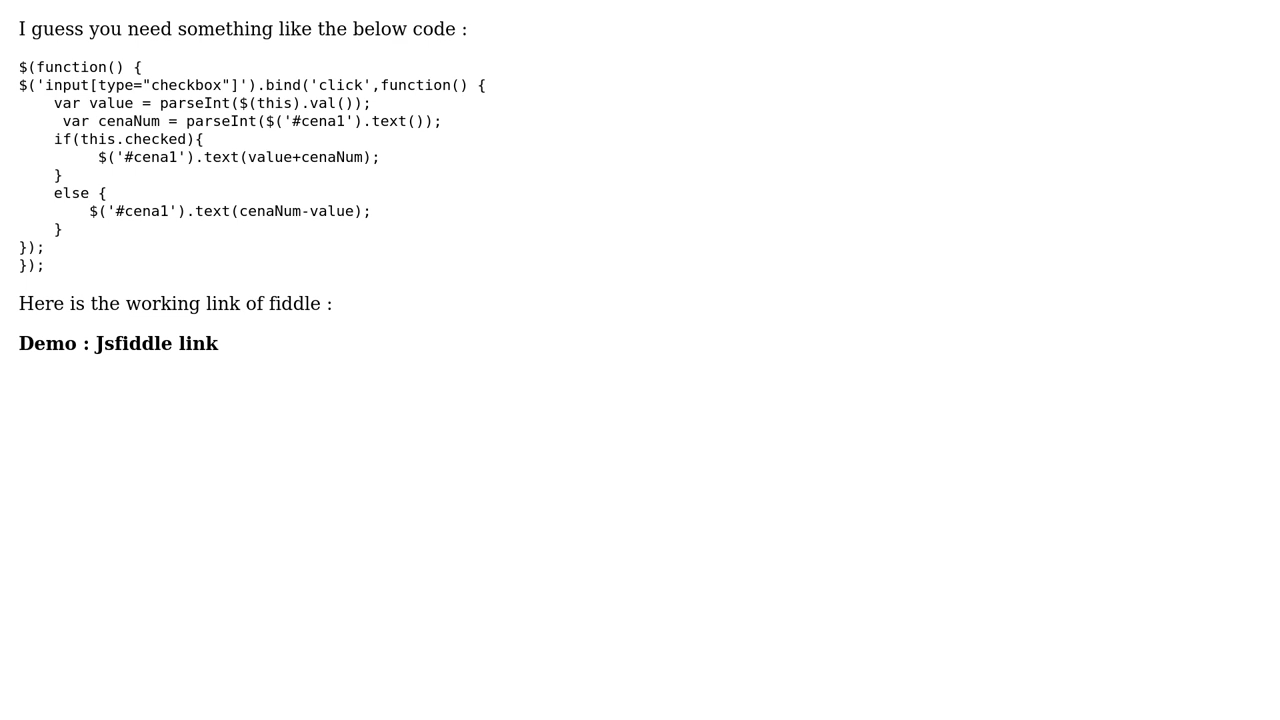 I guess you need something like the below code :
$(function() {
$('input[type="checkbox"]').bind('click',function() {
    var value = parseInt($(this).val());
     var cenaNum = parseInt($('#cena1').text());
    if(this.checked){
         $('#cena1').text(value+cenaNum);
    }
    else {
        $('#cena1').text(cenaNum-value);
    }
});
});
Here is the working link of fiddle :
Demo : Jsfiddle link